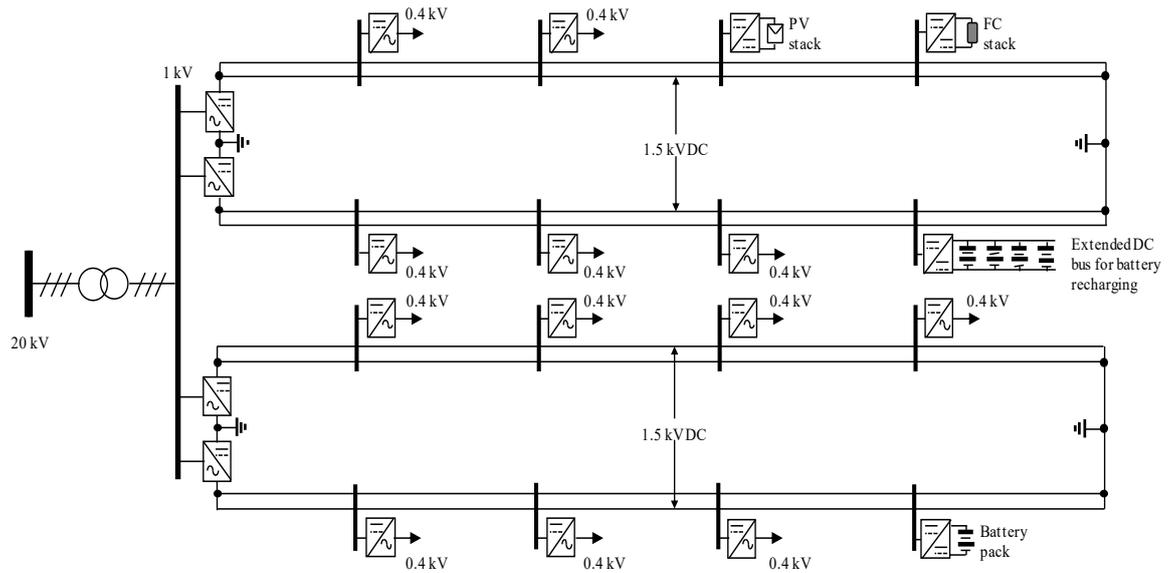 0.4 kV
0.4 kV
PV
stack
FC
stack
1 kV
1.5 kVDC
0.4 kV
0.4 kV
0.4 kV
Extended DC
bus for battery
recharging
20 kV
0.4 kV
0.4 kV
0.4 kV
0.4 kV
1.5 kVDC
0.4 kV
0.4 kV
0.4 kV
Battery
pack